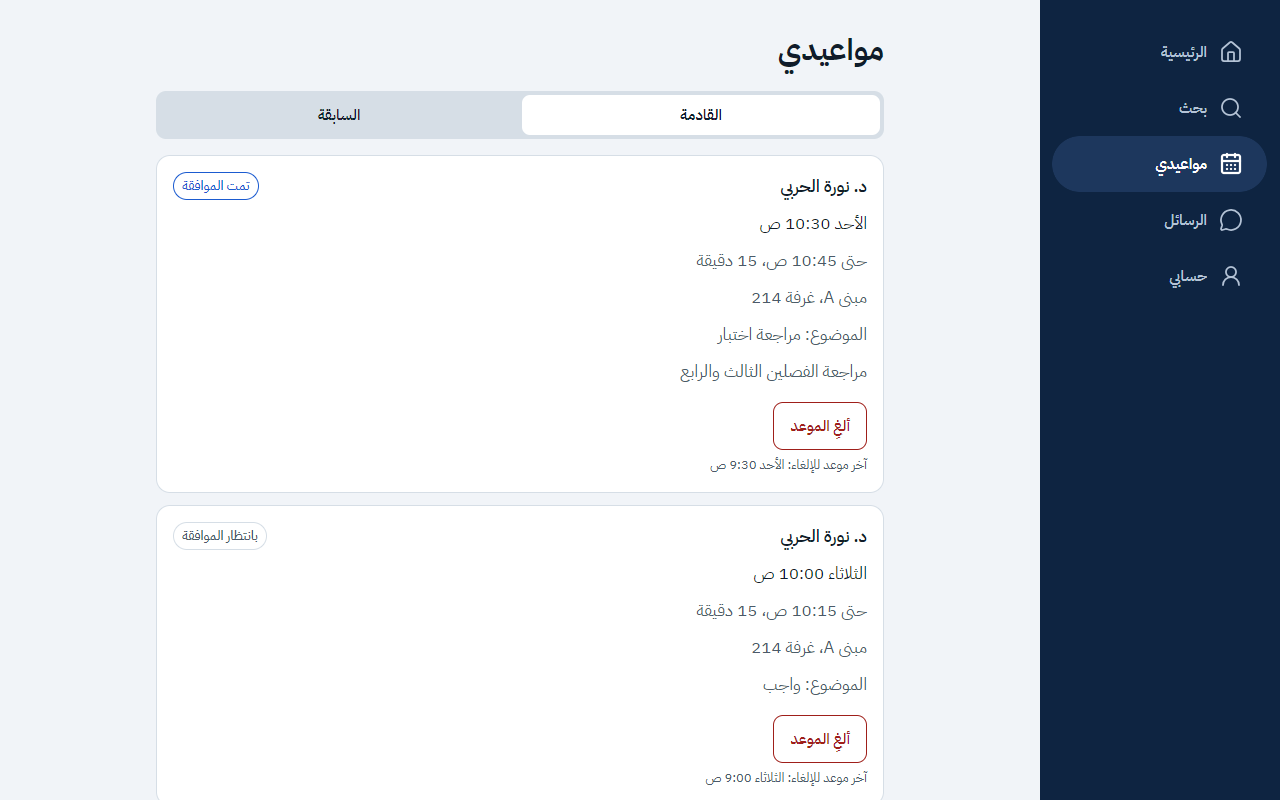 الرئيسية
بحث
مواعيدي
الرسائل
حسابي
مواعيدي
القادمة
السابقة
د. نورة الحربي
تمت الموافقة
الأحد 10:30 ص
حتى 10:45 ص، 15 دقيقة
مبنى A، غرفة 214
الموضوع: مراجعة اختبار
مراجعة الفصلين الثالث والرابع
ألغِ الموعد
آخر موعد للإلغاء: الأحد 9:30 ص
د. نورة الحربي
بانتظار الموافقة
الثلاثاء 10:00 ص
حتى 10:15 ص، 15 دقيقة
مبنى A، غرفة 214
الموضوع: واجب
ألغِ الموعد
آخر موعد للإلغاء: الثلاثاء 9:00 ص